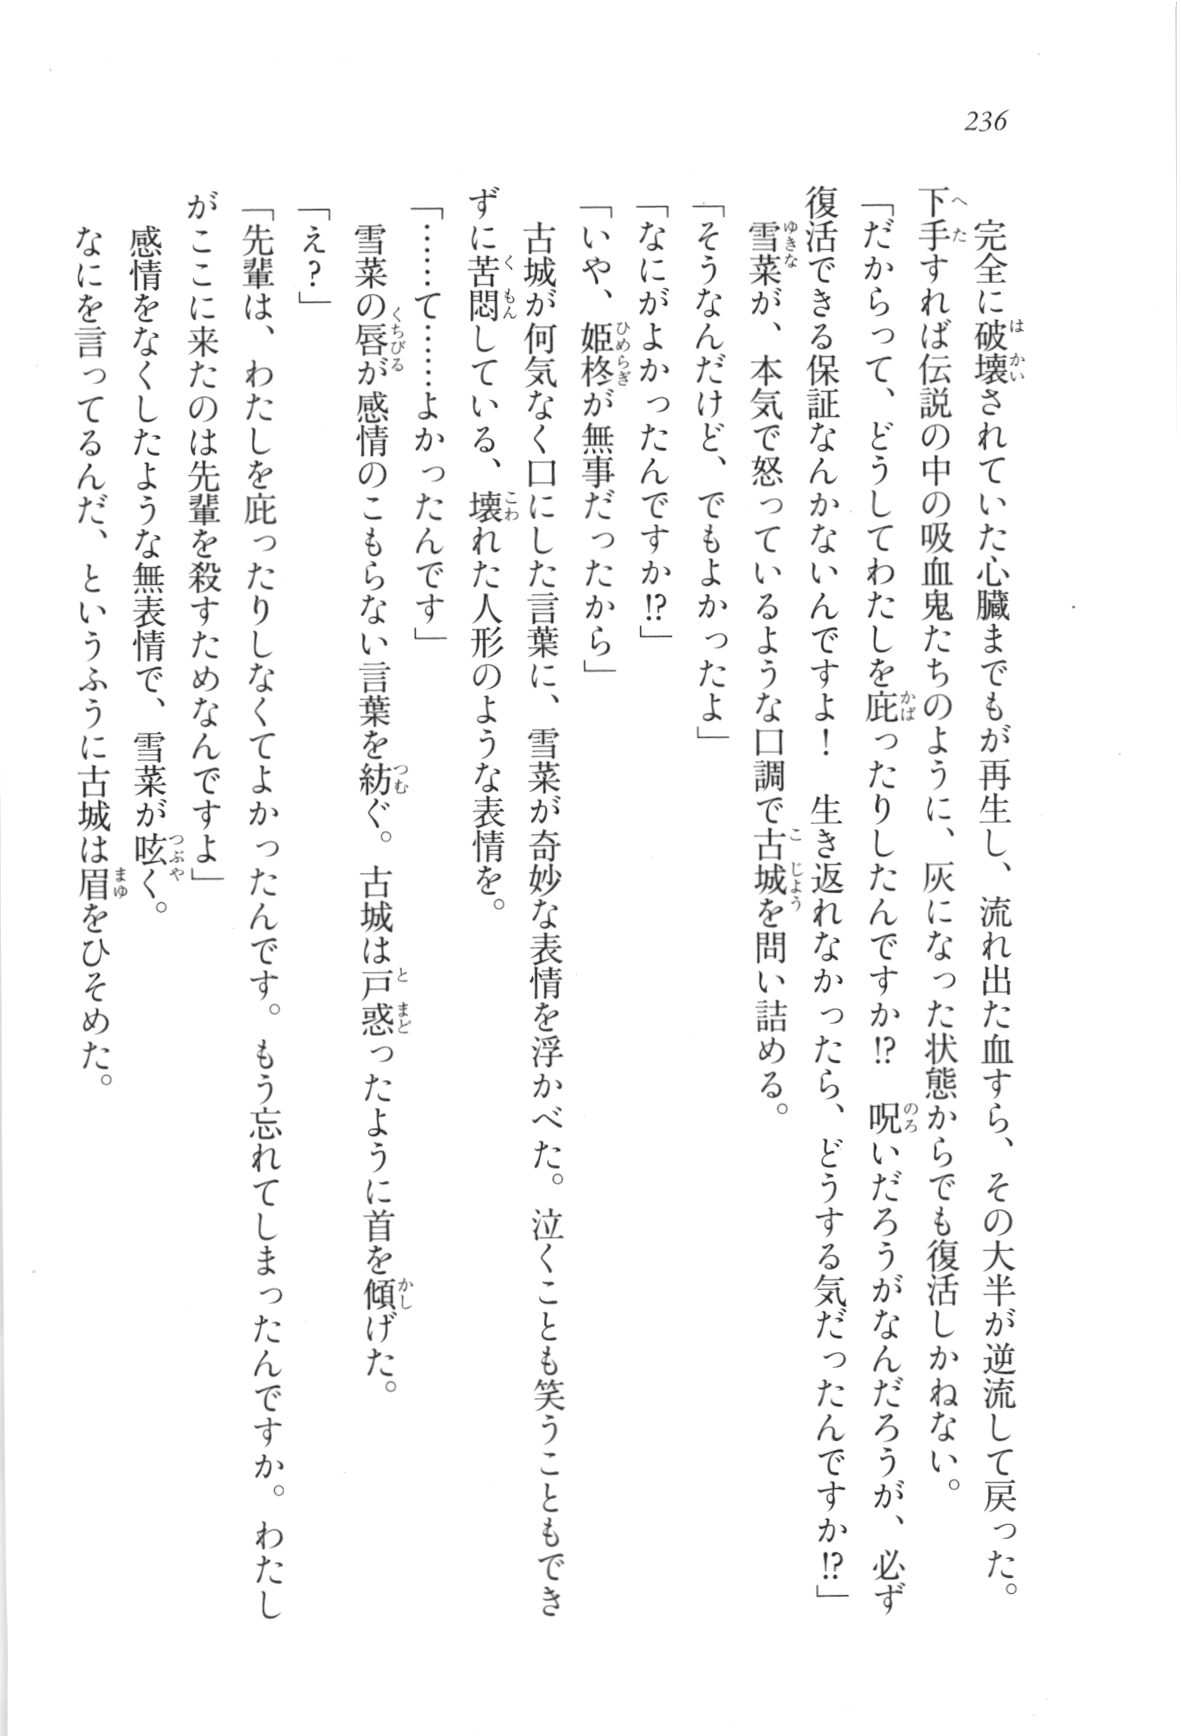 236
　完全に破壊されていた心臓までもが再生し、流れ出た血すら、その大半が逆流して戻った。
下手すれば伝説の中の吸血鬼たちのように、灰になった状態からでも復活しかねない。
「だからって、どうしてわたしを庇ったりしたんですか!?　呪いだろうがなんだろうが、必ず
復活できる保証なんかないんですよ！　生き返れなかったら、どうする気だったんですか!?」
　雪菜が、本気で怒っているような口調で古城を問い詰める。
「そうなんだけど、でもよかったよ」
「なにがよかったんですか!?」
「いや、姫柊が無事だったから」
　古城が何気なく口にした言葉に、雪菜が奇妙な表情を浮かべた。泣くことも笑うこともでき
ずに苦悶している、壊れた人形のような表情を。
「……て……よかったんです」
　雪菜の唇が感情のこもらない言葉を紡ぐ。古城は戸惑ったように首を傾げた。
「え？」
「先輩は、わたしを庇ったりしなくてよかったんです。もう忘れてしまったんですか。わたし
がここに来たのは先輩を殺すためなんですよ」
　感情をなくしたような無表情で、雪菜が呟く。
　なにを言ってるんだ、というふうに古城は眉をひそめた。